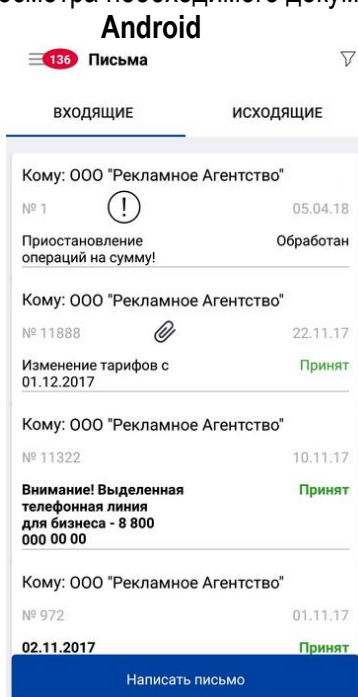 осмотра необходимого докум
Android
136 Письма
ВХОДЯЩИЕ ИСХОДЯЩИЕ
Кому: ООО "Рекламное Агентство"
№ 1 ! 05.04.18
Приостановление Обработан
операций на сумму!
Кому: ООО "Рекламное Агентство"
№ 11888 22.11.17
Изменение тарифов с Принят
01.12.2017
Кому: ООО "Рекламное Агентство"
№ 11322 10.11.17
Внимание! Выделенная Принят
телефонная линия
для бизнеса - 8 800
000 00 00
Кому: ООО "Рекламное Агентство"
№ 972 01.11.17
02.11.2017 Принят
Написать письмо